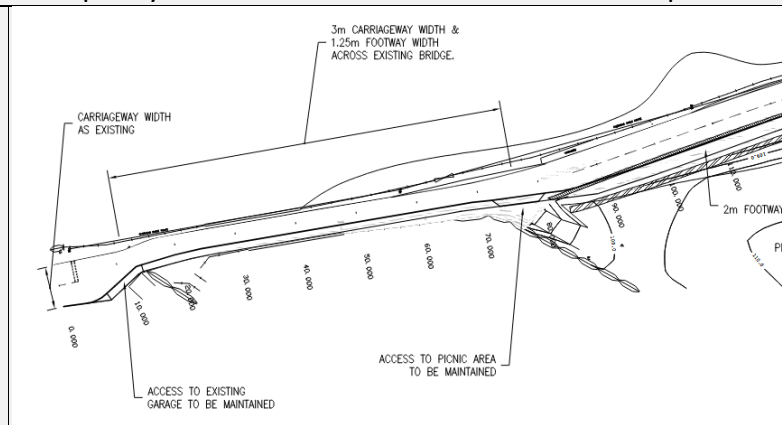 3m CARRIAGEWAY WIDTH &
1.25m FOOTWAY WIDTH
ACROSS EXISTING BRIDGE.
CARRIAGEWAY WIDTH
AS EXISTING
2m FOOTWAY
0.000
10.000
20.000
30.000
40.000
50.000
60.000
70.000
90.000
100.000
ACCESS TO PICNIC AREA
TO BE MAINTAINED
ACCESS TO EXISTING
GARAGE TO BE MAINTAINED